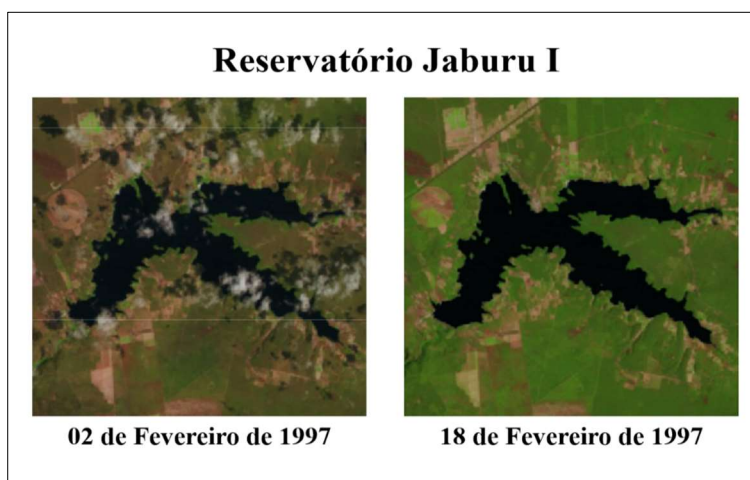 Reservatório Jaburu I
02 de Fevereiro de 1997
18 de Fevereiro de 1997